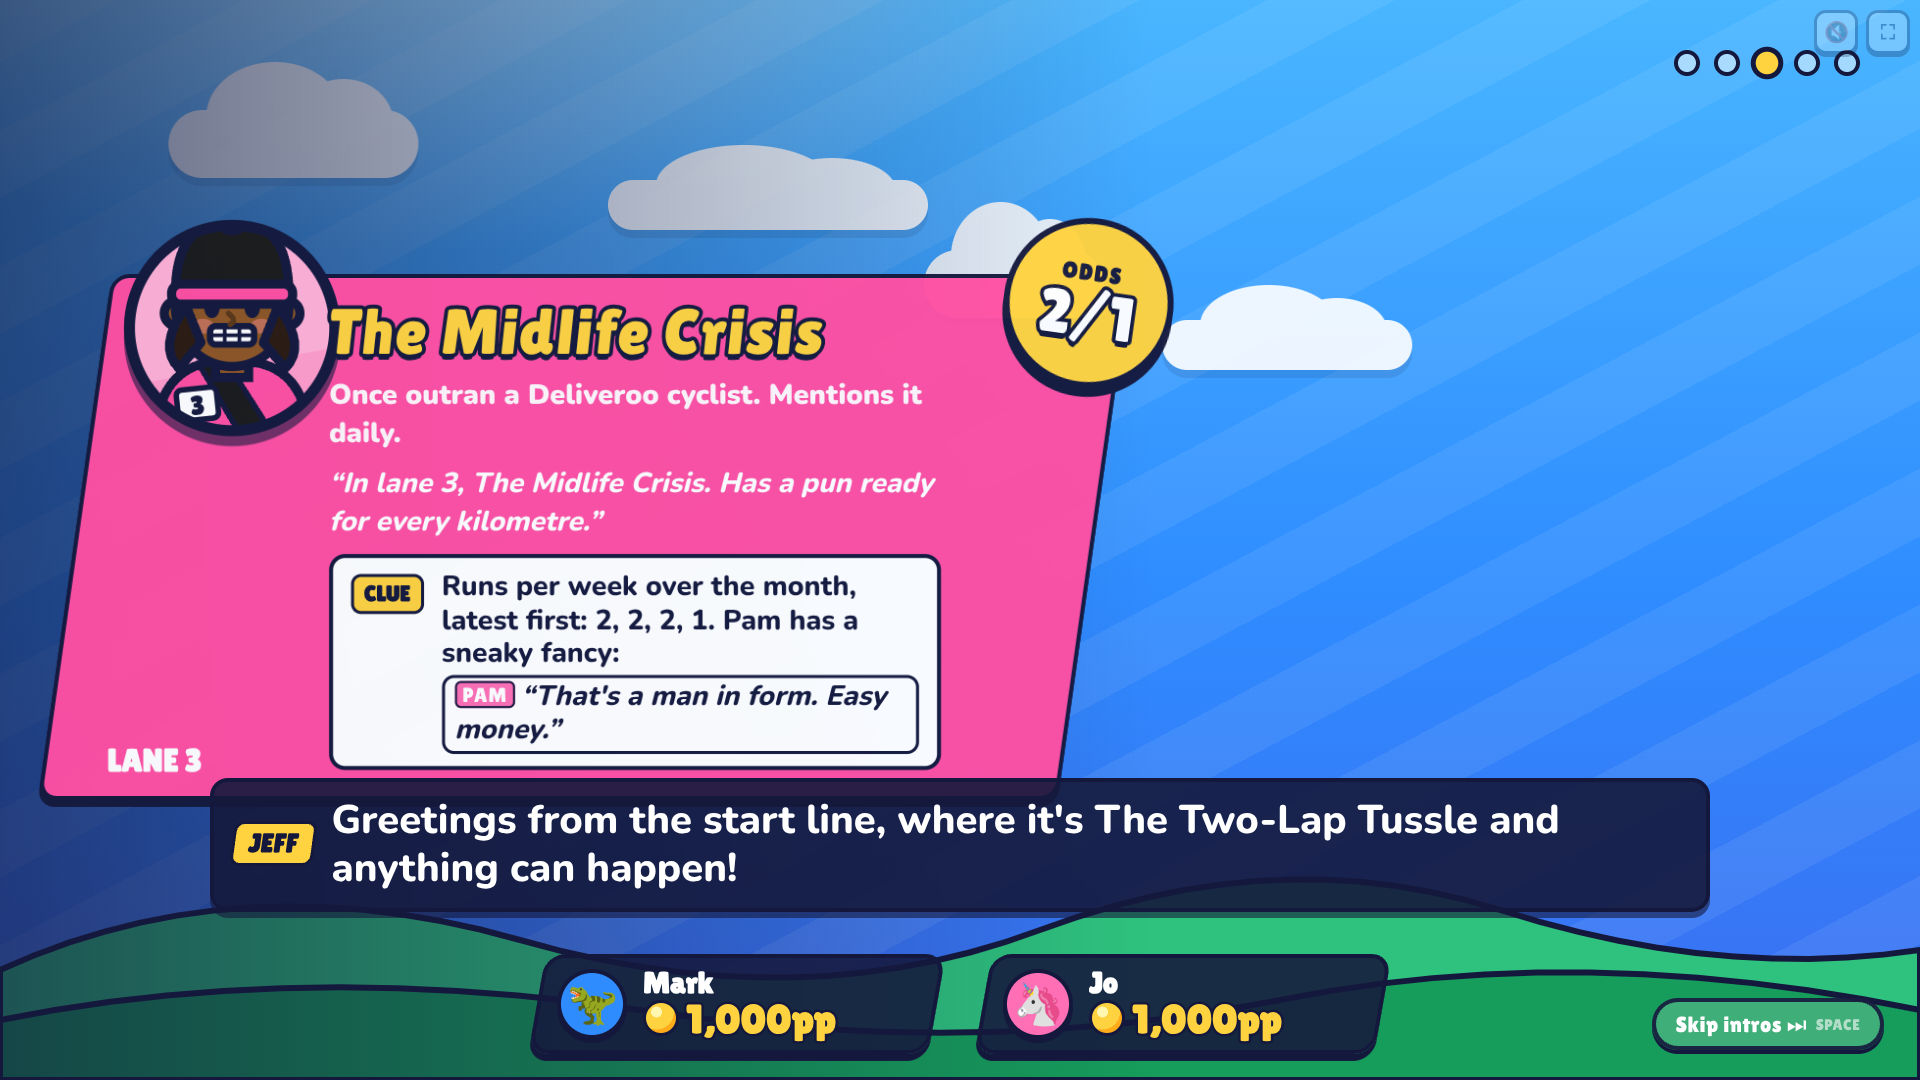 ODDS
2/1
3
The Midlife Crisis
Once outran a Deliveroo cyclist. Mentions it
daily.
“In lane 3, The Midlife Crisis. Has a pun ready
for every kilometre.”
CLUE
Runs per week over the month,
latest first: 2, 2, 2, 1. Pam has a
sneaky fancy:
PAM “That's a man in form. Easy
money.”
LANE 3
JEFF
Greetings from the start line, where it's The Two-Lap Tussle and
anything can happen!
Mark
1,000pp
Jo
1,000pp
Skip intros SPACE